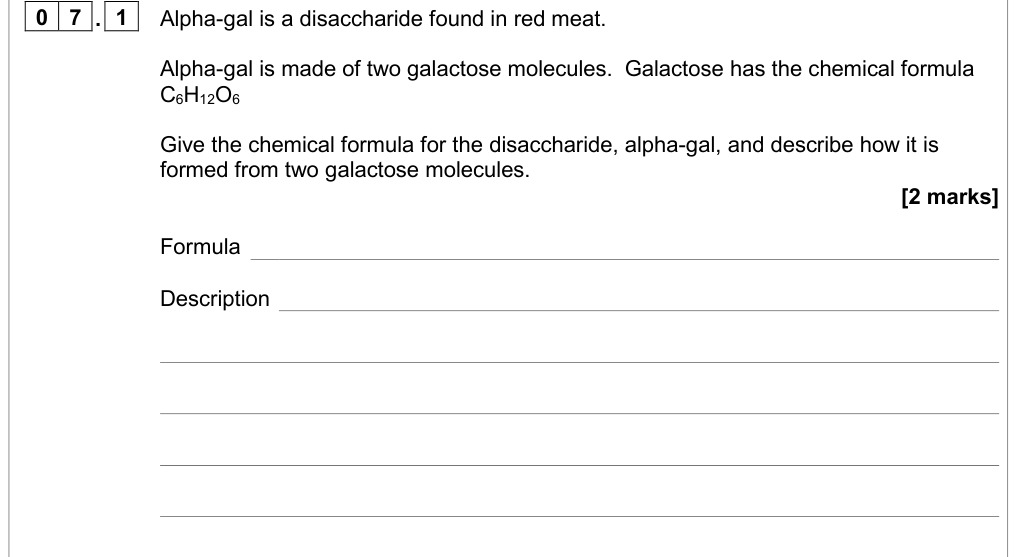 07.1 Alpha-gal is a disaccharide found in red meat.
Alpha-gal is made of two galactose molecules.  Galactose has the chemical formula
C₆H₁₂O₆
Give the chemical formula for the disaccharide, alpha-gal, and describe how it is
formed from two galactose molecules.
[2 marks]
Formula
Description